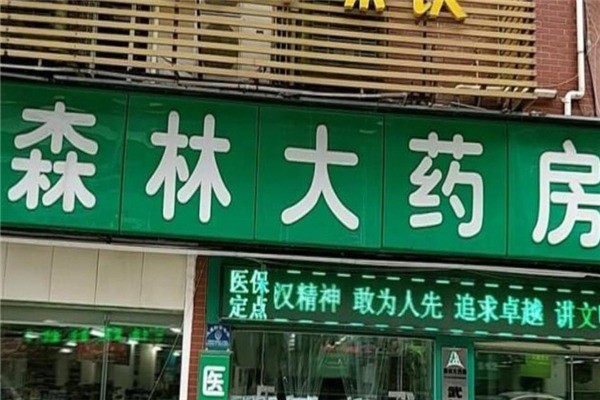 森林大药房
医保
定点
汉精神 敢为人先 追求卓越 讲文
医
武